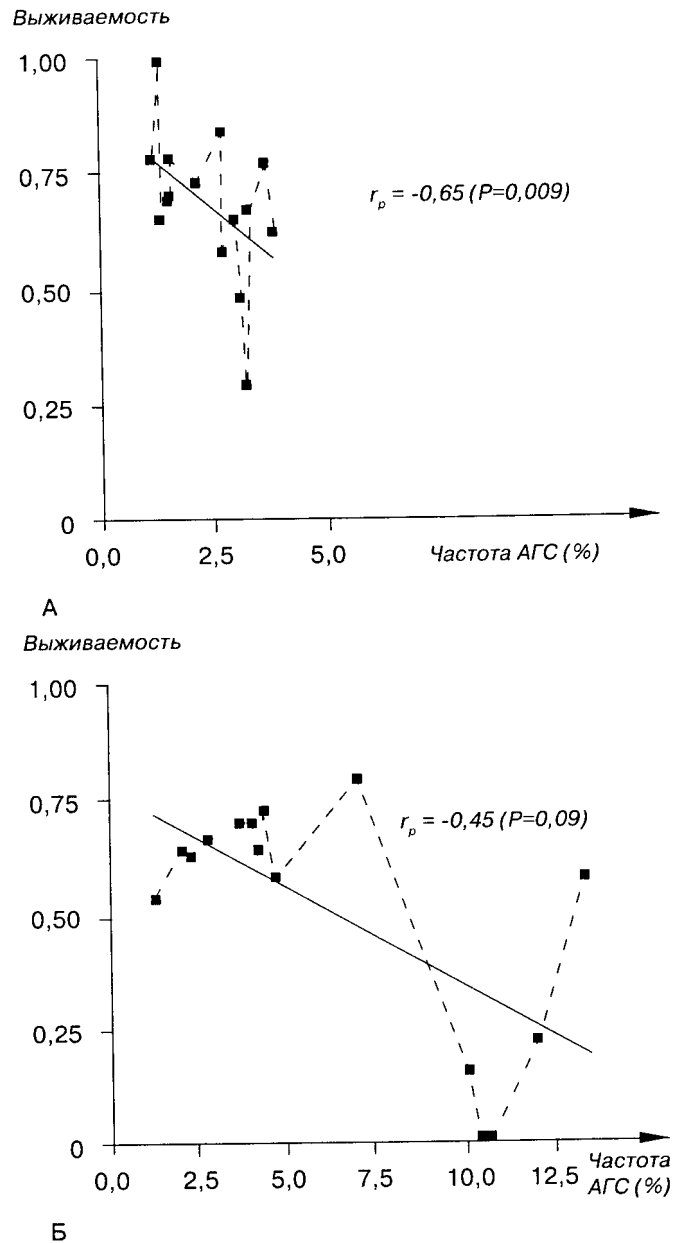 Выживаемость
1,00
0,75
r_p = -0,65 (P=0,009)
0,50
0,25
0
0,0 2,5 5,0 Частота АГС (%)
А
Выживаемость
1,00
0,75
r_p = -0,45 (P=0,09)
0,50
0,25
0
0,0 2,5 5,0 7,5 10,0 12,5 Частота
АГС (%)
Б